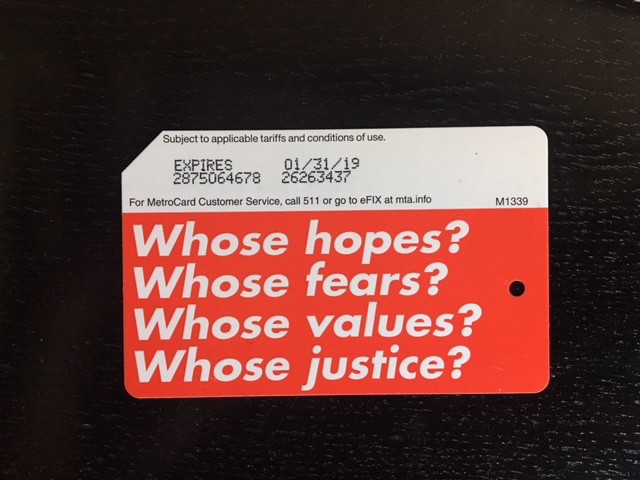 Subject to applicable tariffs and conditions of use.
EXPIRES 01/31/19
2875064678 26263437
For MetroCard Customer Service, call 511 or go to eFIX at mta.info M1339
Whose hopes?
Whose fears?
Whose values?
Whose justice?